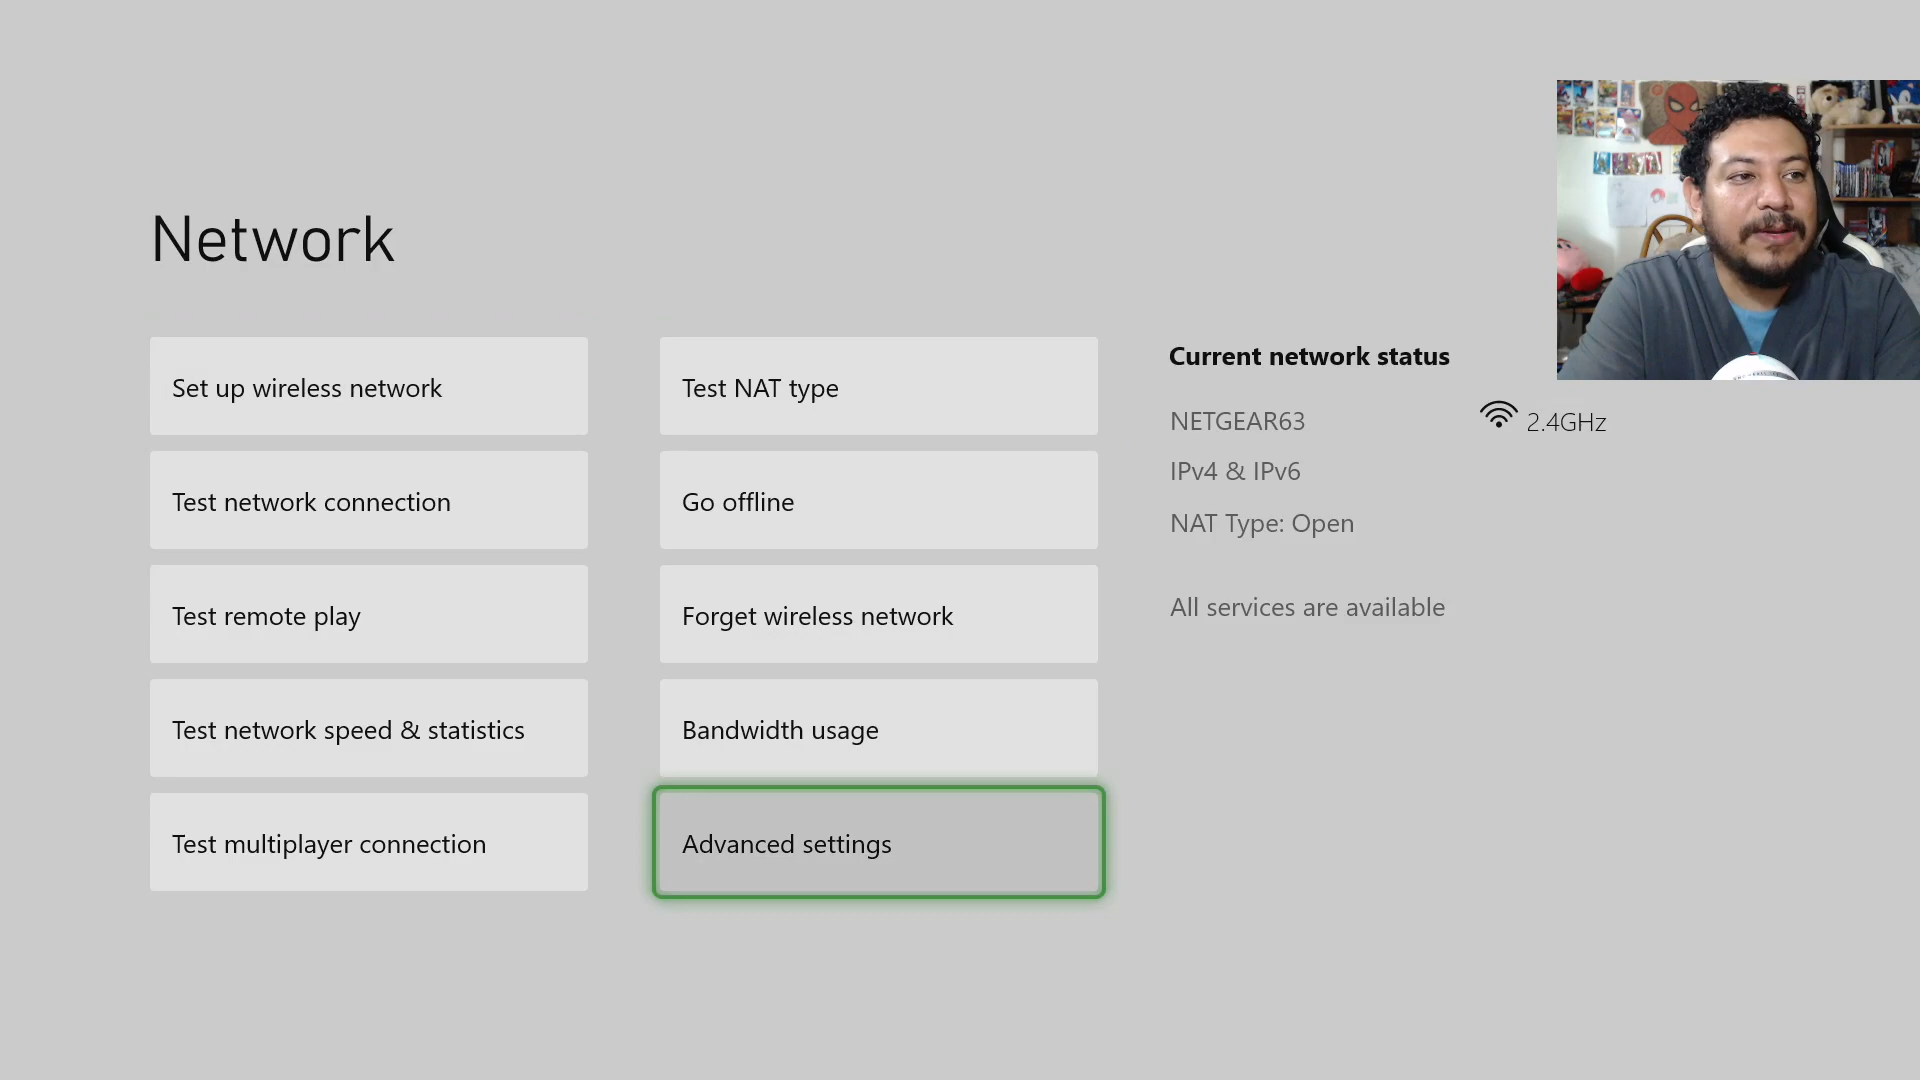 Network
Set up wireless network
Test network connection
Test remote play
Test network speed & statistics
Test multiplayer connection
Test NAT type
Go offline
Forget wireless network
Bandwidth usage
Advanced settings
Current network status
NETGEAR63
2.4GHz
IPv4 & IPv6
NAT Type: Open
All services are available